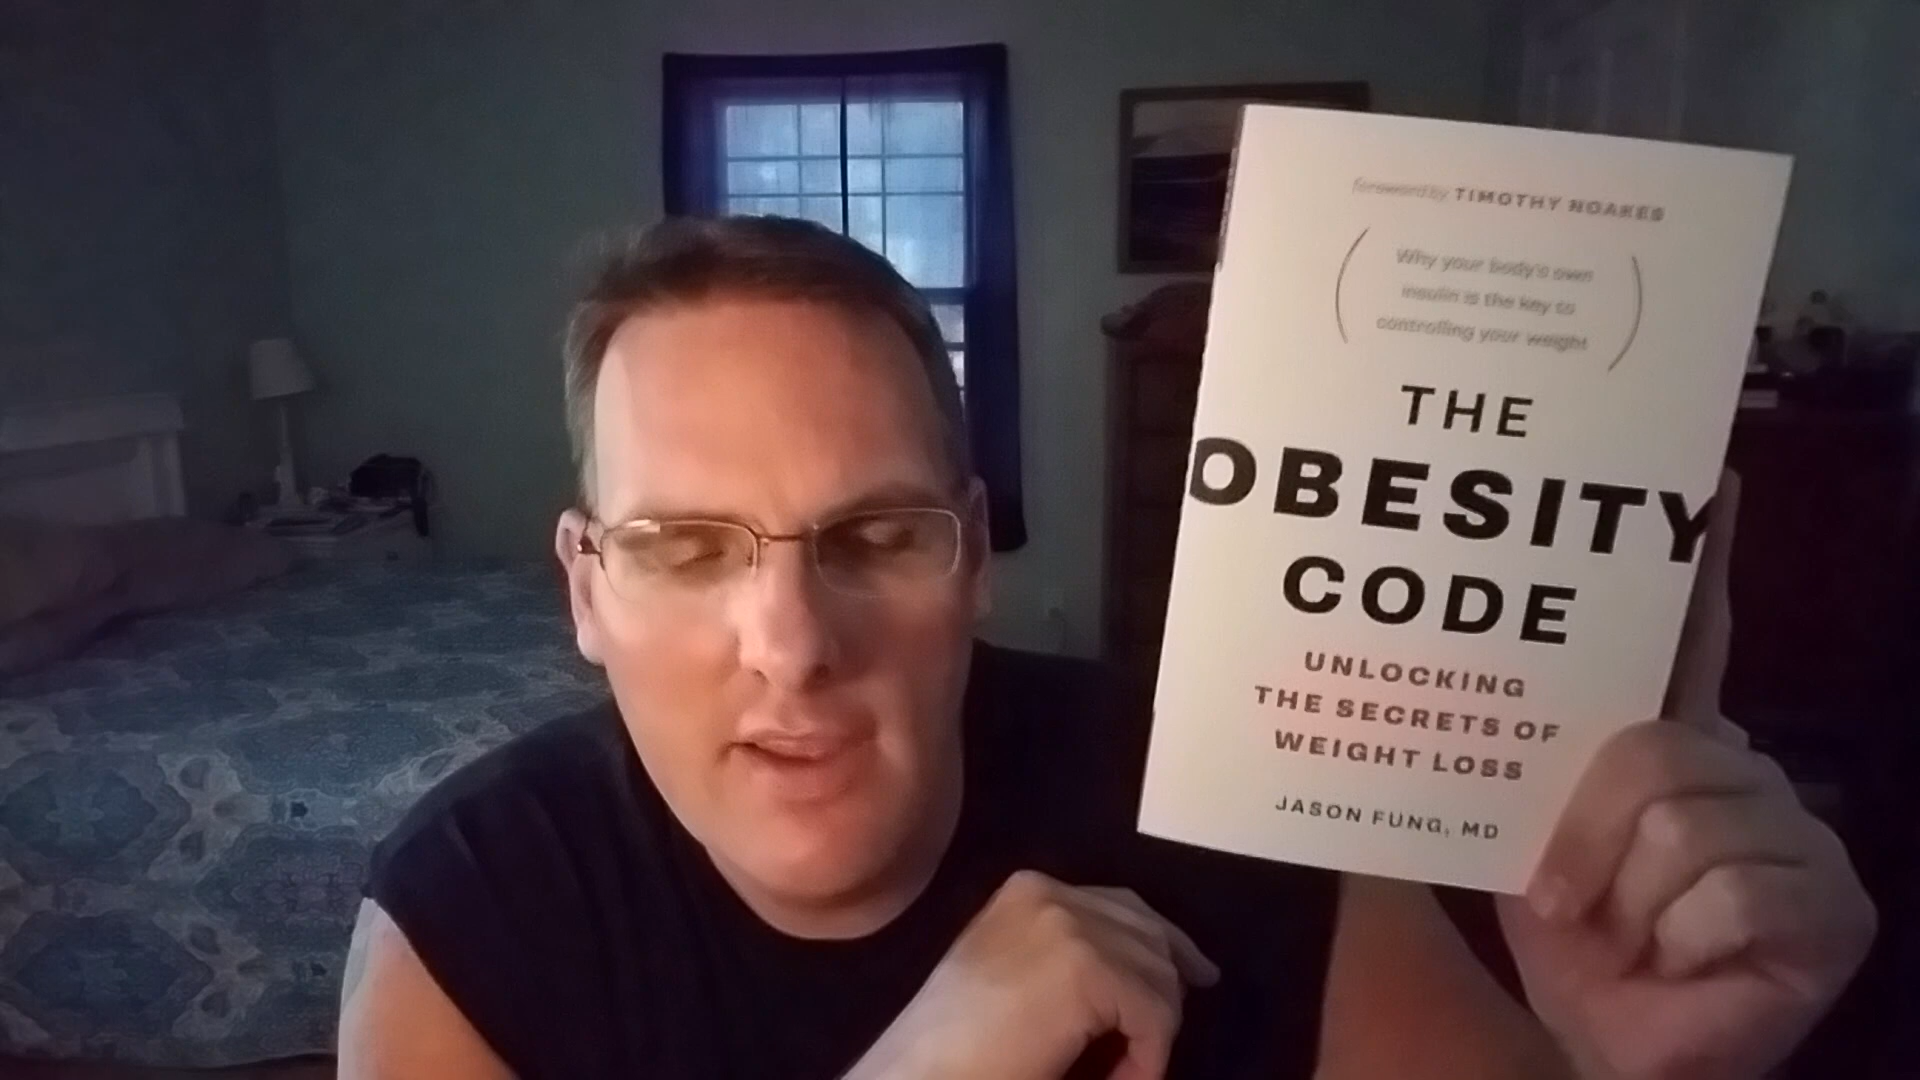 foreword by TIMOTHY NOAKES
Why your body's own
insulin is the key to
controlling your weight
THE
OBESITY
CODE
UNLOCKING
THE SECRETS OF
WEIGHT LOSS
JASON FUNG, MD